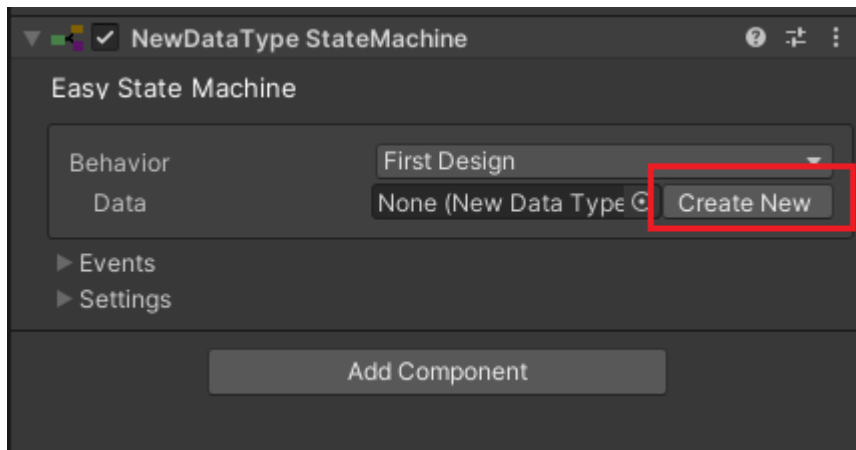 NewDataType StateMachine
Easy State Machine
Behavior First Design
Data None (New Data Type Create New
Events
Settings
Add Component